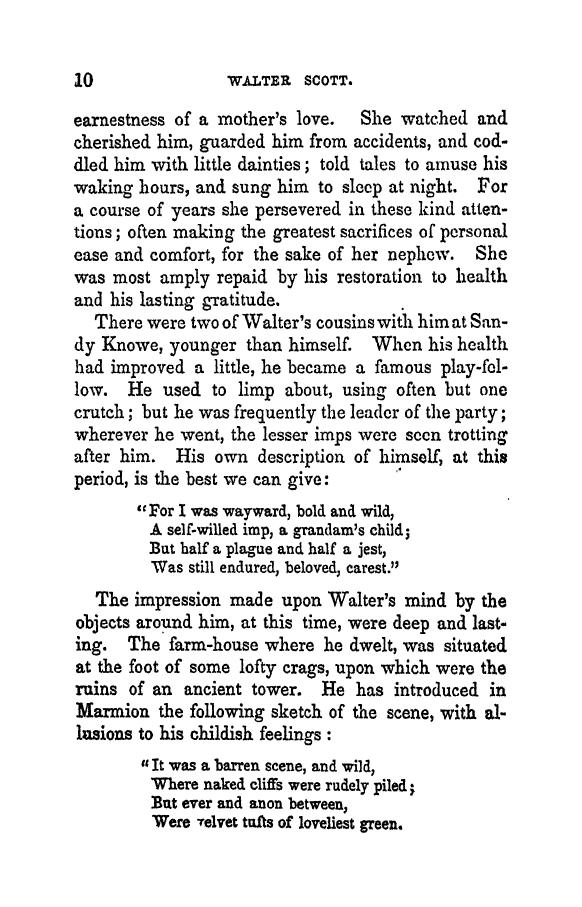 10 WALTER SCOTT.
earnestness of a mother's love. She watched and
cherished him, guarded him from accidents, and cod-
dled him with little dainties; told tales to amuse his
waking hours, and sung him to sleep at night. For
a course of years she persevered in these kind atten-
tions; often making the greatest sacrifices of personal
ease and comfort, for the sake of her nephew. She
was most amply repaid by his restoration to health
and his lasting gratitude.
There were two of Walter's cousins with him at San-
dy Knowe, younger than himself. When his health
had improved a little, he became a famous play-fel-
low. He used to limp about, using often but one
crutch; but he was frequently the leader of the party;
wherever he went, the lesser imps were seen trotting
after him. His own description of himself, at this
period, is the best we can give:
"For I was wayward, bold and wild,
A self-willed imp, a grandam's child;
But half a plague and half a jest,
Was still endured, beloved, carest."
The impression made upon Walter's mind by the
objects around him, at this time, were deep and last-
ing. The farm-house where he dwelt, was situated
at the foot of some lofty crags, upon which were the
ruins of an ancient tower. He has introduced in
Marmion the following sketch of the scene, with al-
lusions to his childish feelings:
"It was a barren scene, and wild,
Where naked cliffs were rudely piled;
But ever and anon between,
Were velvet tufts of loveliest green.